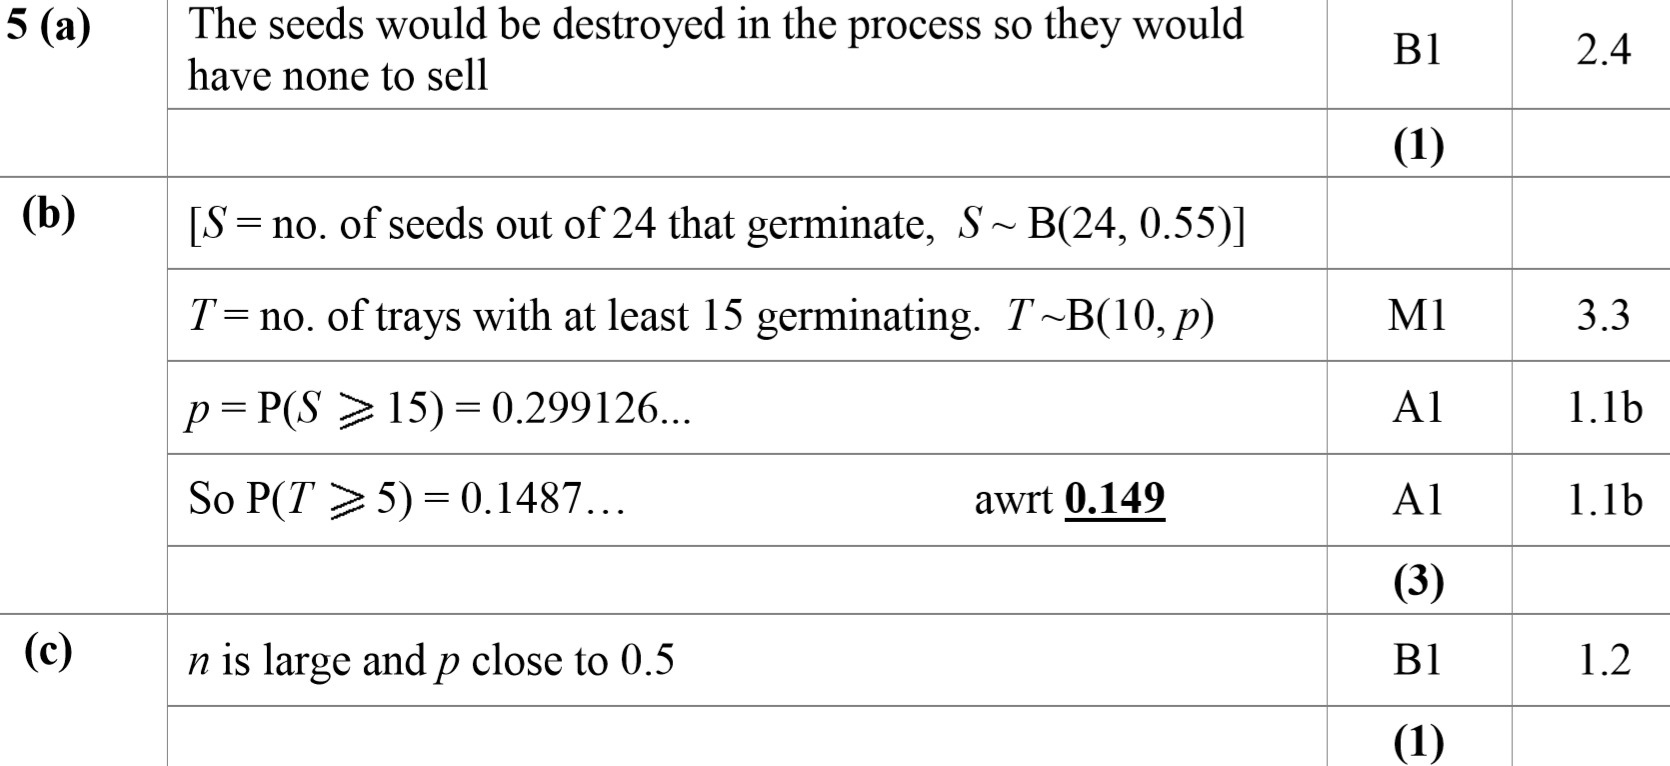 5 (a) The seeds would be destroyed in the process so they would B1 2.4
have none to sell
(1)
(b) [S = no. of seeds out of 24 that germinate, S ~ B(24, 0.55)]
T = no. of trays with at least 15 germinating. T ~B(10, p) M1 3.3
p = P(S ⩾ 15) = 0.299126... A1 1.1b
So P(T ⩾ 5) = 0.1487… awrt 0.149 A1 1.1b
(3)
(c) n is large and p close to 0.5 B1 1.2
(1)